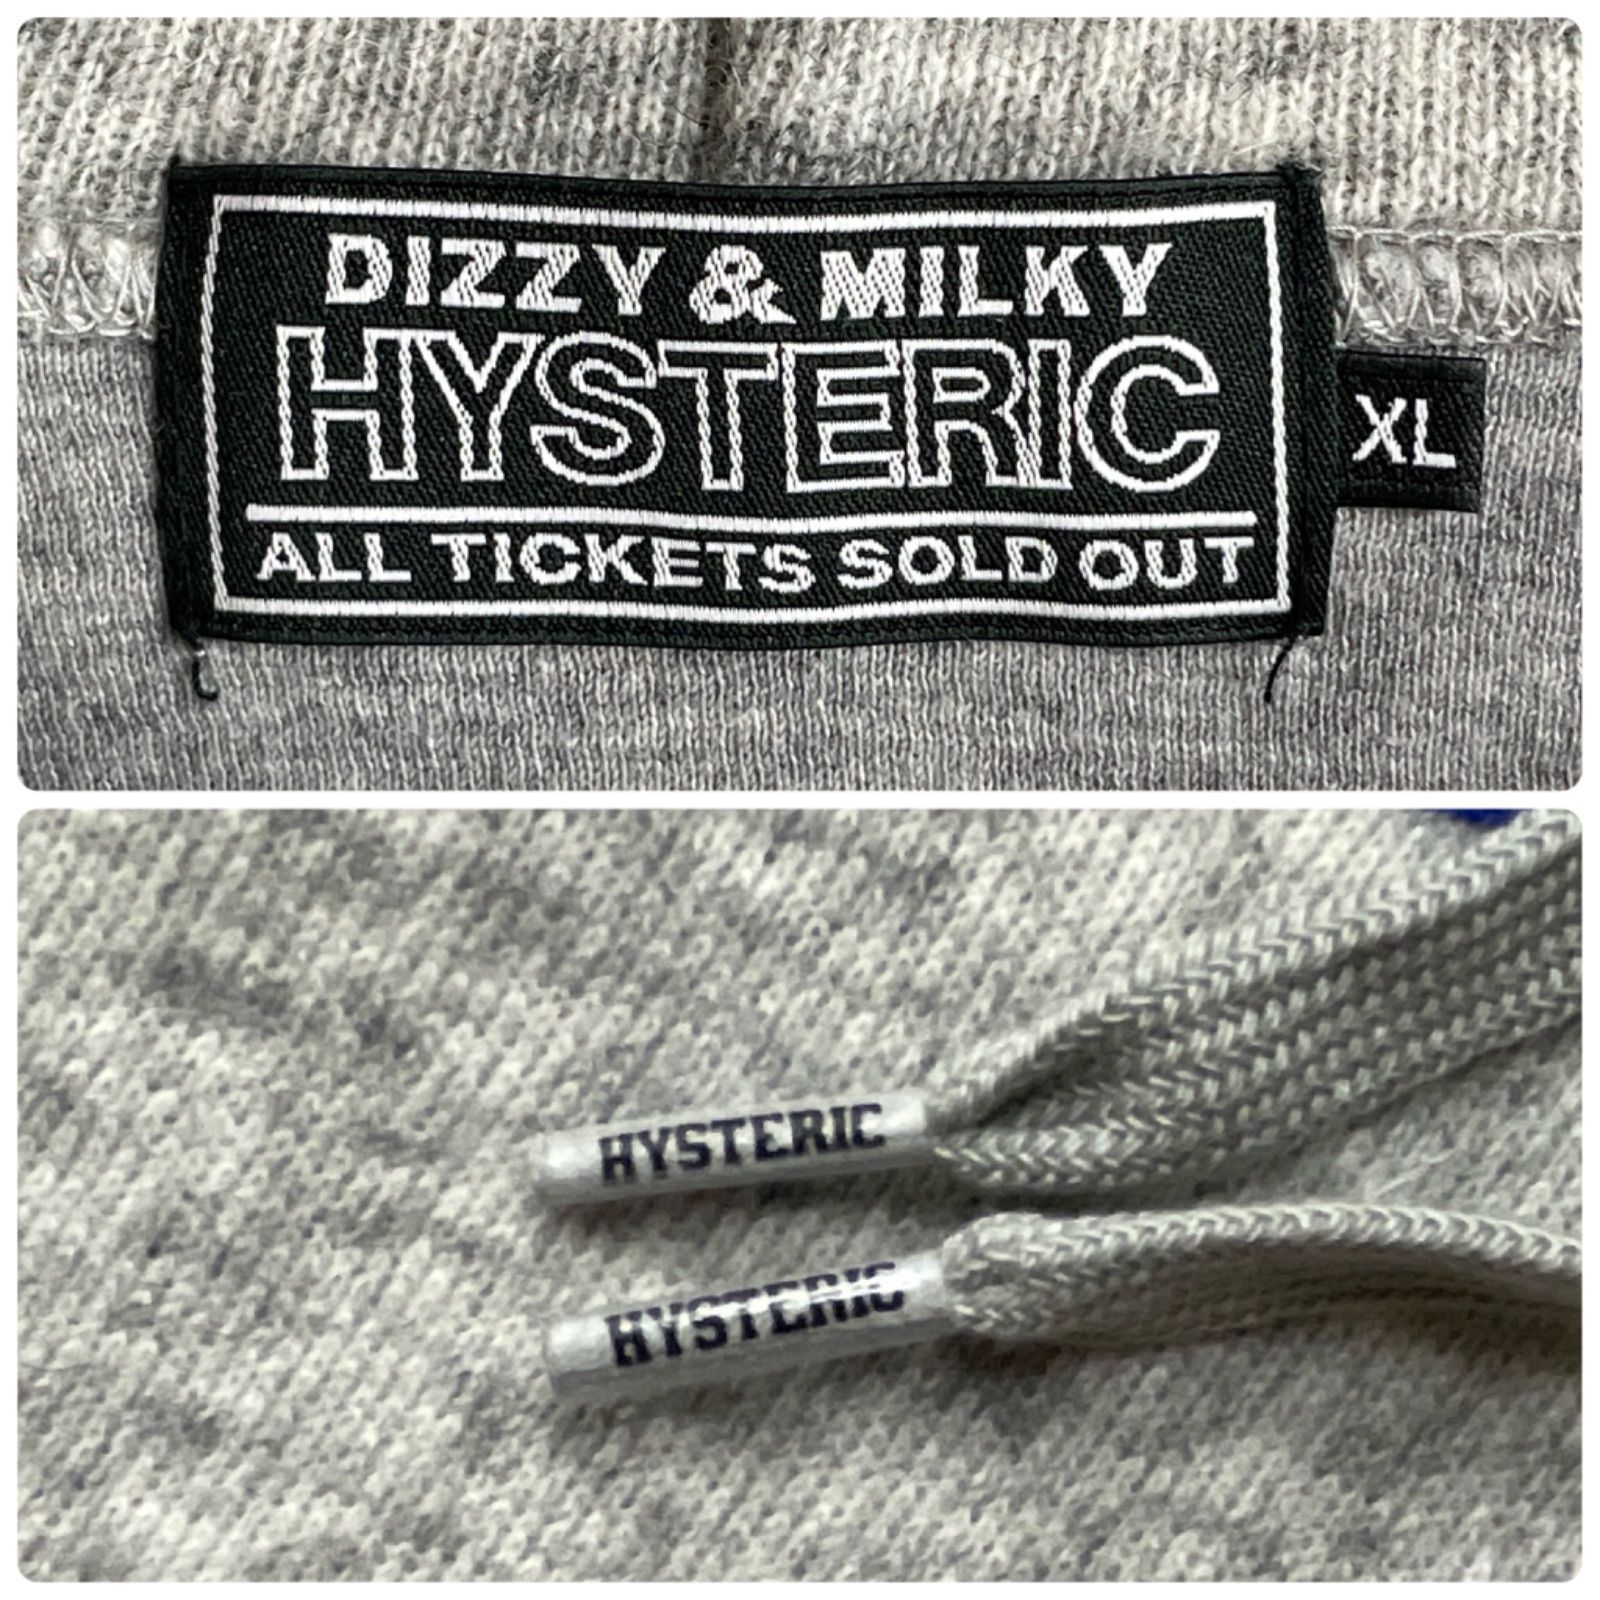 DIZZY & MILKY
HYSTERIC
ALL TICKETS SOLD OUT
XL
HYSTERIC
HYSTERIC